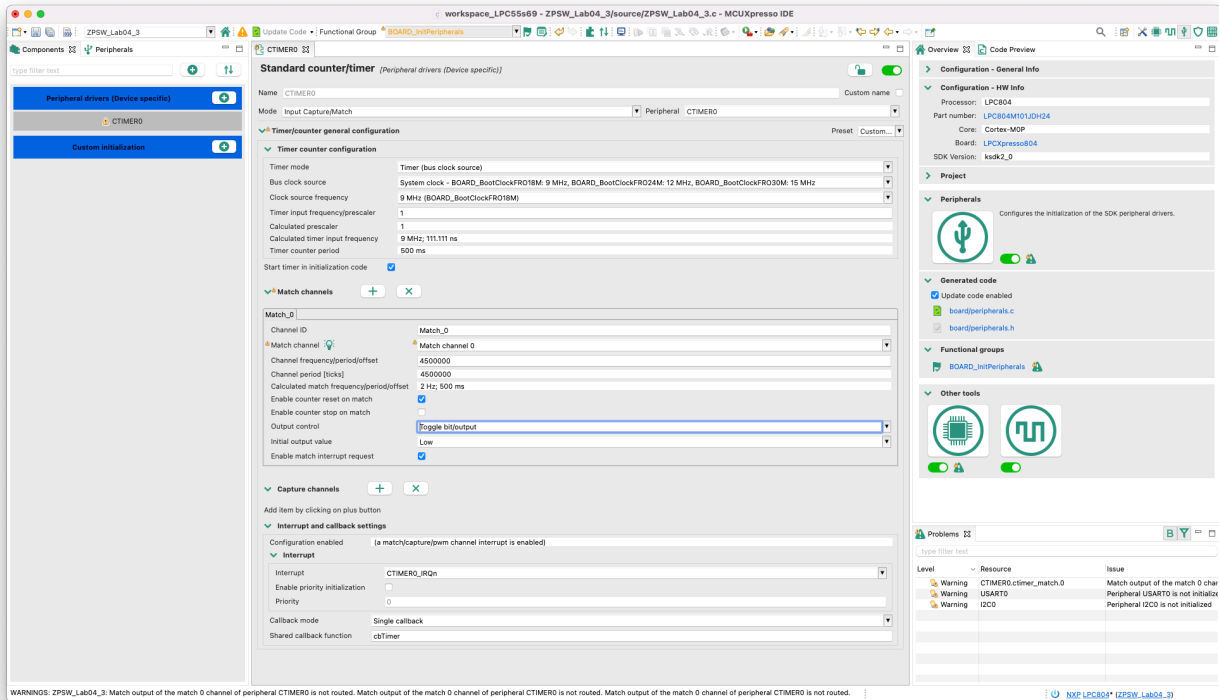 workspace_LPC55s69 - ZPSW_Lab04_3/source/ZPSW_Lab04_3.c - MCUXpresso IDE
ZPSW_Lab04_3
Update Code
Functional Group
BOARD_InitPeripherals
Components
Peripherals
type filter text
Peripheral drivers (Device specific)
CTIMER0
Custom initialization
CTIMER0
Standard counter/timer [Peripheral drivers (Device specific)]
Name CTIMER0 Custom name
Mode Input Capture/Match Peripheral CTIMER0
Timer/counter general configuration Preset Custom...
Timer counter configuration
Timer mode Timer (bus clock source)
Bus clock source System clock - BOARD_BootClockFRO18M: 9 MHz, BOARD_BootClockFRO24M: 12 MHz, BOARD_BootClockFRO30M: 15 MHz
Clock source frequency 9 MHz (BOARD_BootClockFRO18M)
Timer input frequency/prescaler 1
Calculated prescaler 1
Calculated timer input frequency 9 MHz; 111.111 ns
Timer counter period 500 ms
Start timer in initialization code
Match channels
Match_0
Channel ID Match_0
Match channel Match channel 0
Channel frequency/period/offset 4500000
Channel period [ticks] 4500000
Calculated match frequency/period/offset 2 Hz; 500 ms
Enable counter reset on match
Enable counter stop on match
Output control Toggle bit/output
Initial output value Low
Enable match interrupt request
Capture channels
Add item by clicking on plus button
Interrupt and callback settings
Configuration enabled (a match/capture/pwm channel interrupt is enabled)
Interrupt
Interrupt CTIMER0_IRQn
Enable priority initialization
Priority 0
Callback mode Single callback
Shared callback function cbTimer
Overview
Code Preview
Configuration - General Info
Configuration - HW Info
Processor: LPC804
Part number: LPC804M101JDH24
Core: Cortex-M0P
Board: LPCXpresso804
SDK Version: ksdk2_0
Project
Peripherals
Configures the initialization of the SDK peripheral drivers.
Generated code
Update code enabled
board/peripherals.c
board/peripherals.h
Functional groups
BOARD_InitPeripherals
Other tools
Problems
B
type filter text
Level Resource Issue
Warning CTIMER0.ctimer_match.0 Match output of the match 0 char
Warning USART0 Peripheral USART0 is not initialize
Warning I2C0 Peripheral I2C0 is not initialized
WARNINGS: ZPSW_Lab04_3: Match output of the match 0 channel of peripheral CTIMER0 is not routed. Match output of the match 0 channel of peripheral CTIMER0 is not routed. Match output of the match 0 channel of peripheral CTIMER0 is not routed.
NXP LPC804* (ZPSW_Lab04_3)